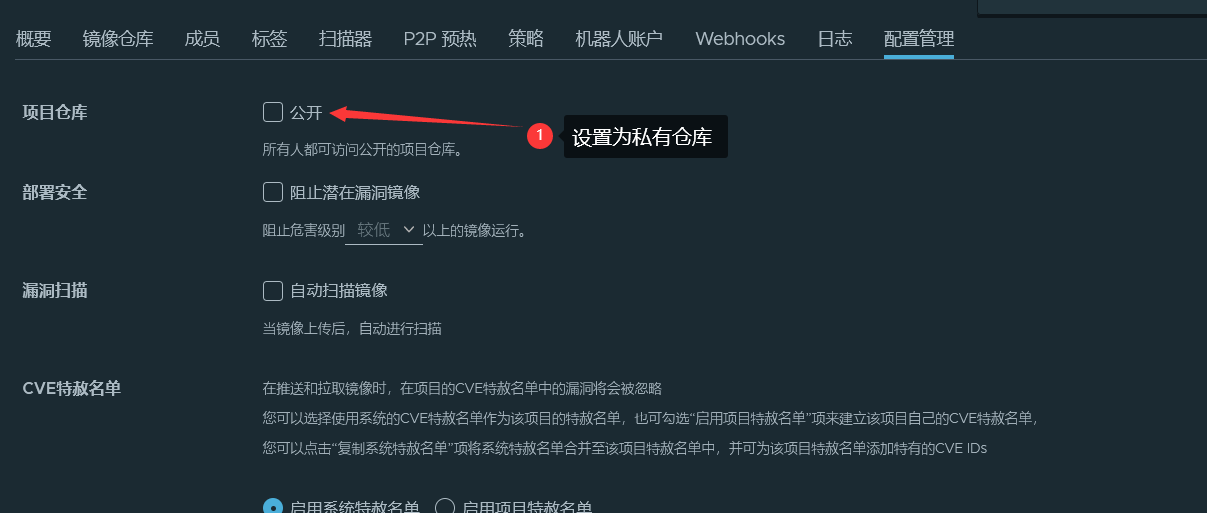 概要 镜像仓库 成员 标签 扫描器 P2P 预热 策略 机器人账户 Webhooks 日志 配置管理
项目仓库 公开
1 设置为私有仓库
所有人都可访问公开的项目仓库。
部署安全 阻止潜在漏洞镜像
阻止危害级别 较低 以上的镜像运行。
漏洞扫描 自动扫描镜像
当镜像上传后，自动进行扫描
CVE特赦名单 在推送和拉取镜像时，在项目的CVE特赦名单中的漏洞将会被忽略
您可以选择使用系统的CVE特赦名单作为该项目的特赦名单，也可勾选“启用项目特赦名单”项来建立该项目自己的CVE特赦名单，
您可以点击“复制系统特赦名单”项将系统特赦名单合并至该项目特赦名单中，并可为该项目特赦名单添加特有的CVE IDs
启用系统特赦名单 启用项目特赦名单